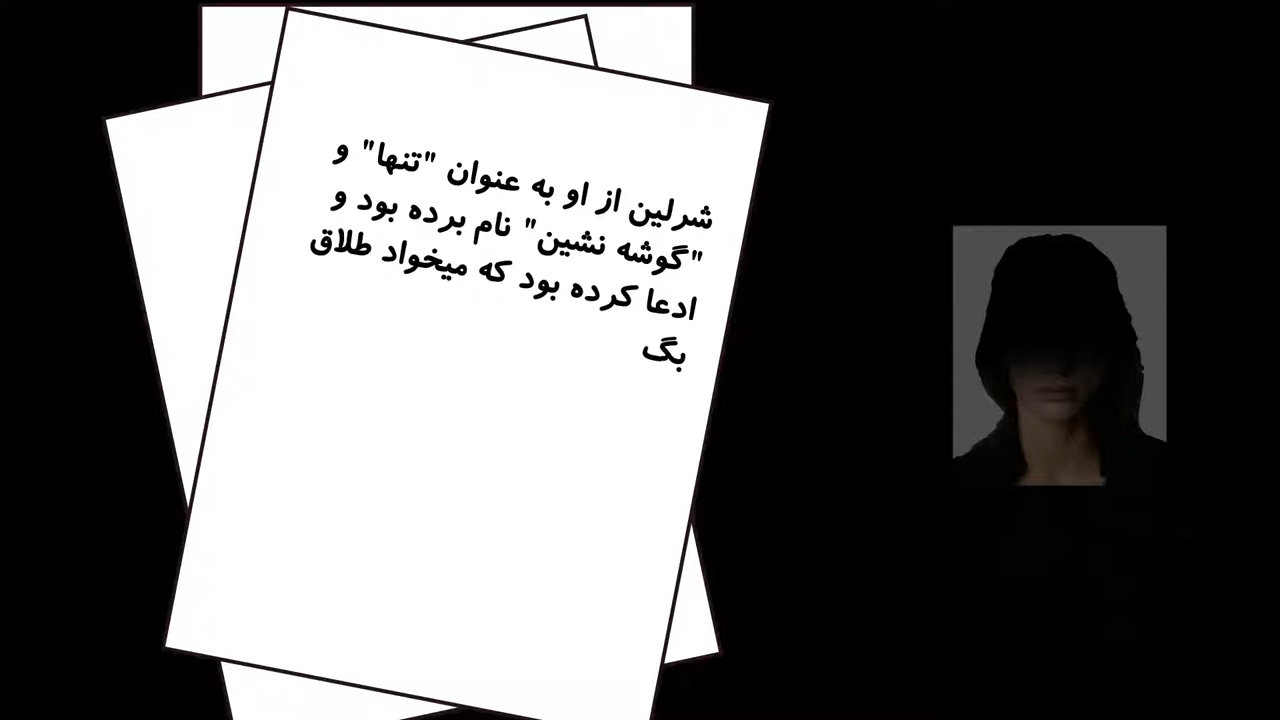 شرلین از او به عنوان "تنها" و
"گوشه نشین" نام برده بود و
ادعا کرده بود که میخواد طلاق
بگ